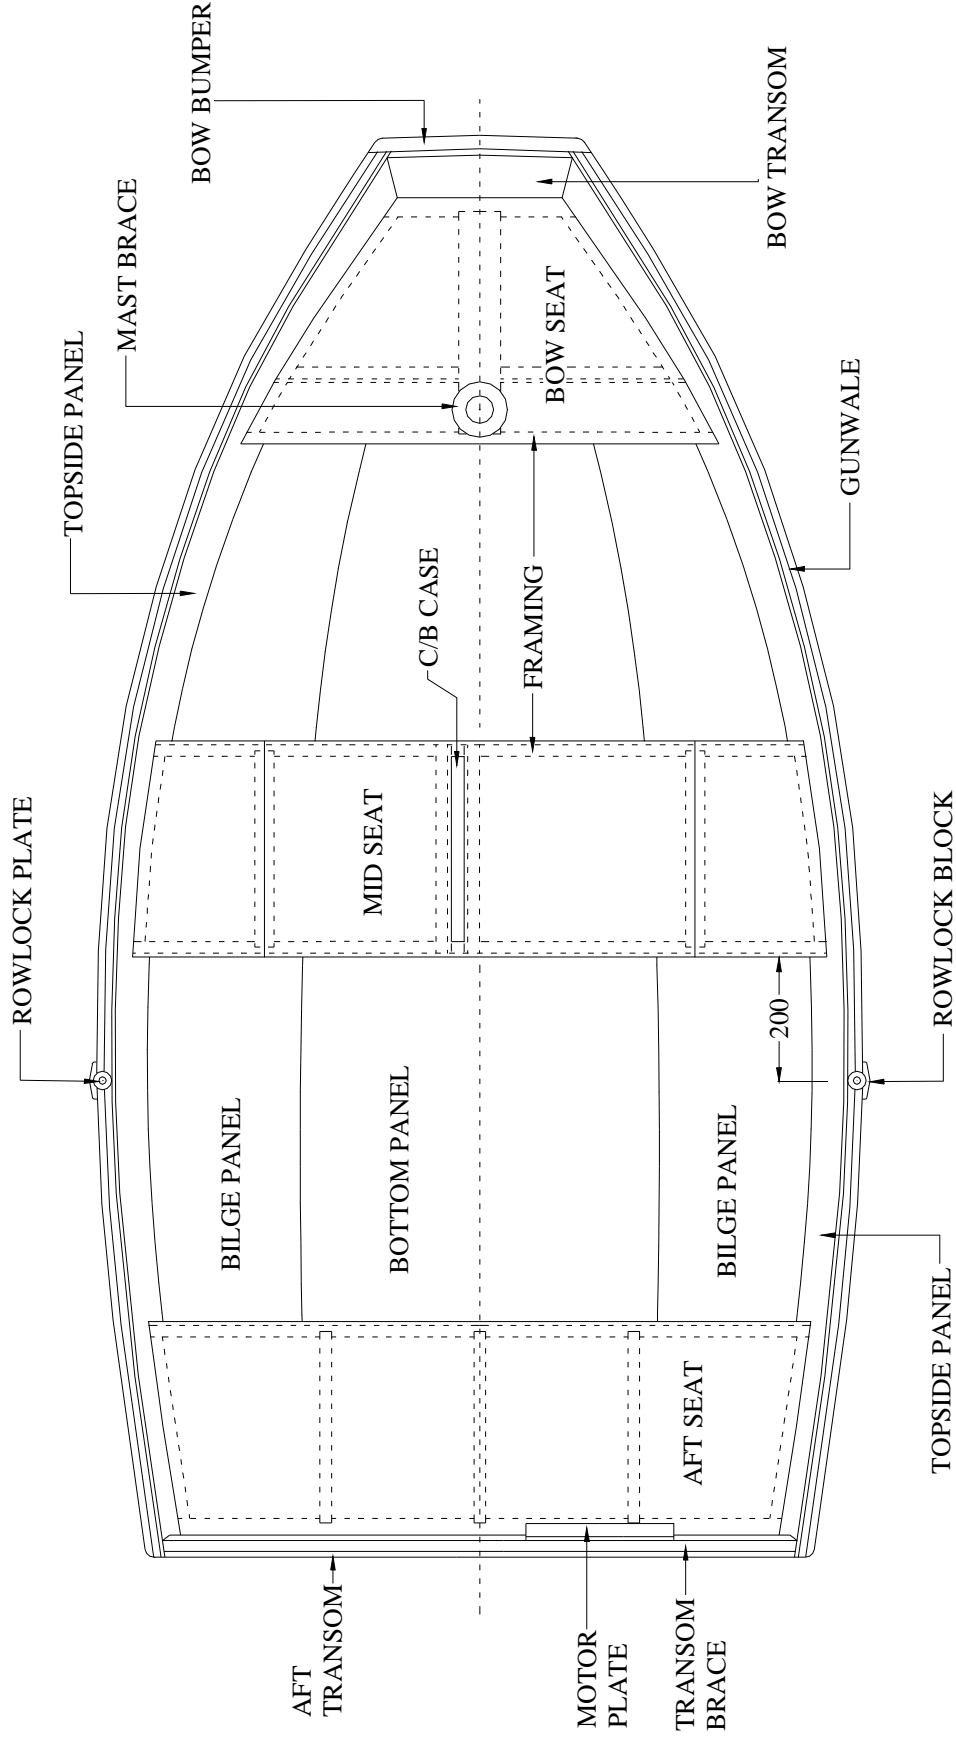 ROWLOCK PLATE
TOPSIDE PANEL
MAST BRACE
BOW BUMPER
BILGE PANEL
AFT
TRANSOM
MID SEAT
BOTTOM PANEL
C/B CASE
FRAMING
BOW SEAT
MOTOR
PLATE
AFT SEAT
TRANSOM
BRACE
BILGE PANEL
200
BOW TRANSOM
GUNWALE
TOPSIDE PANEL
ROWLOCK BLOCK